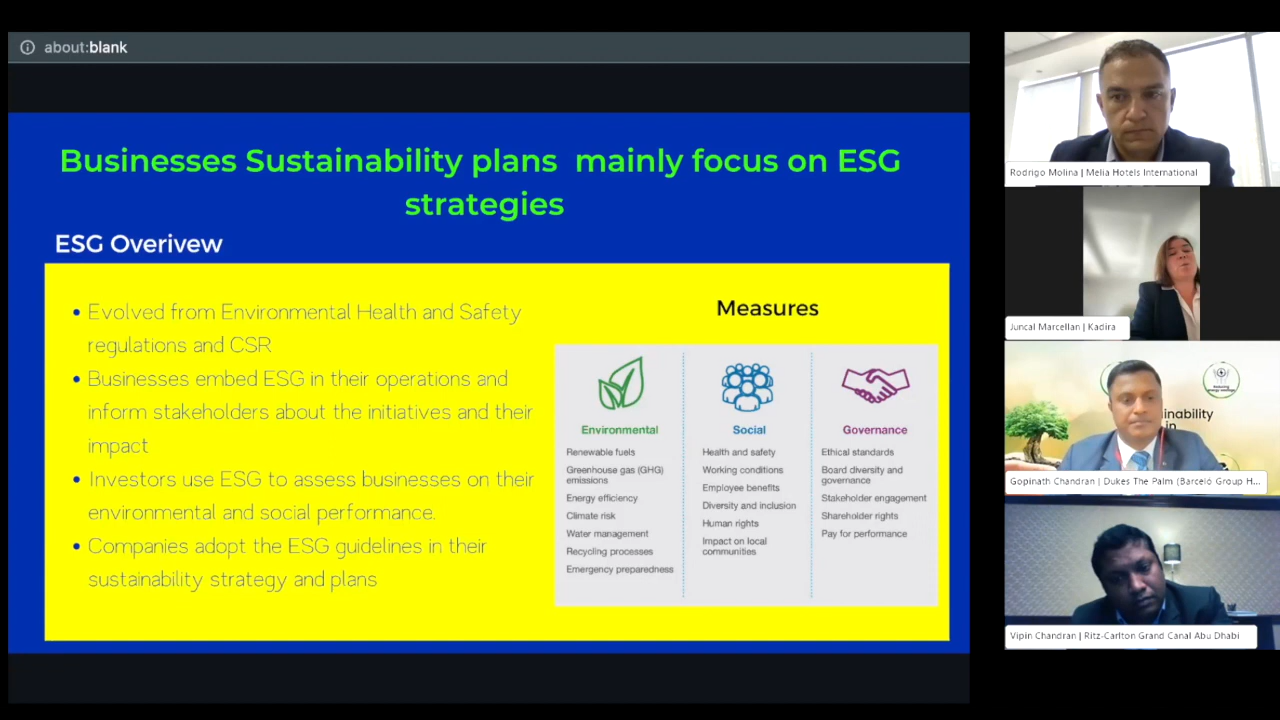 about:blank
Businesses Sustainability plans mainly focus on ESG
strategies
ESG Overivew
• Evolved from Environmental Health and Safety
regulations and CSR
• Businesses embed ESG in their operations and
inform stakeholders about the initiatives and their
impact
• Investors use ESG to assess businesses on their
environmental and social performance.
• Companies adopt the ESG guidelines in their
sustainability strategy and plans
Measures
Environmental
Renewable fuels
Greenhouse gas (GHG)
emissions
Energy efficiency
Climate risk
Water management
Recycling processes
Emergency preparedness
Social
Health and safety
Working conditions
Employee benefits
Diversity and inclusion
Human rights
Impact on local
communities
Governance
Ethical standards
Board diversity and
governance
Stakeholder engagement
Shareholder rights
Pay for performance
Rodrigo Molina | Melia Hotels International
Juncal Marcellan | Kadira
inability
in
Gopinath Chandran | Dukes The Palm (Barceló Group H...
Vipin Chandran | Ritz-Carlton Grand Canal Abu Dhabi